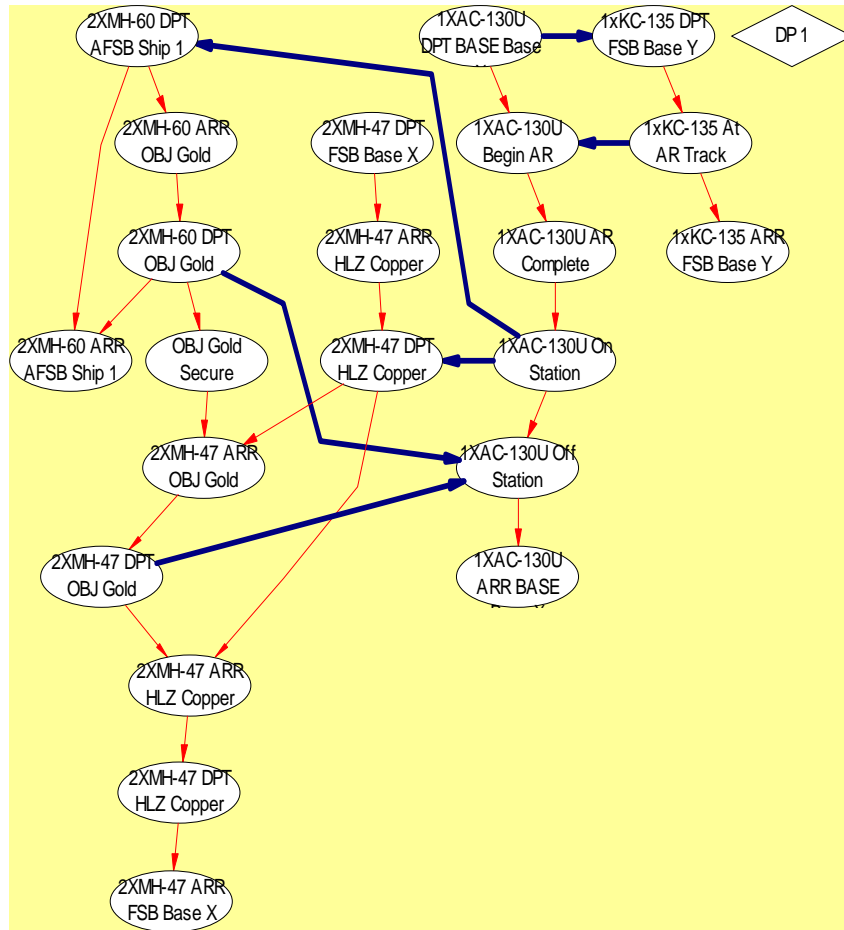 2XMH-60 DPT
AFSB Ship 1
1XAC-130U
DPT BASE Base
1xKC-135 DPT
FSB Base Y
DP 1
2XMH-60 ARR
OBJ Gold
2XMH-47 DPT
FSB Base X
1XAC-130U
Begin AR
1xKC-135 At
AR Track
2XMH-60 DPT
OBJ Gold
2XMH-47 ARR
HLZ Copper
1XAC-130U AR
Complete
1xKC-135 ARR
FSB Base Y
2XMH-60 ARR
AFSB Ship 1
OBJ Gold
Secure
2XMH-47 DPT
HLZ Copper
1XAC-130U On
Station
2XMH-47 ARR
OBJ Gold
1XAC-130U Off
Station
2XMH-47 DPT
OBJ Gold
1XAC-130U
ARR BASE
2XMH-47 ARR
HLZ Copper
2XMH-47 DPT
HLZ Copper
2XMH-47 ARR
FSB Base X